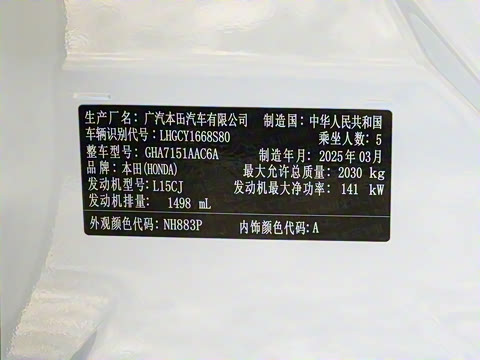 生产厂名：广汽本田汽车有限公司 制造国：中华人民共和国
车辆识别代号：LHGCY1668S80 乘坐人数：5
整车型号：GHA7151AAC6A 制造年月：2025年03月
品牌：本田(HONDA) 最大允许总质量：2030 kg
发动机型号：L15CJ 发动机最大净功率：141 kW
发动机排量：1498 mL
外观颜色代码：NH883P 内饰颜色代码：A